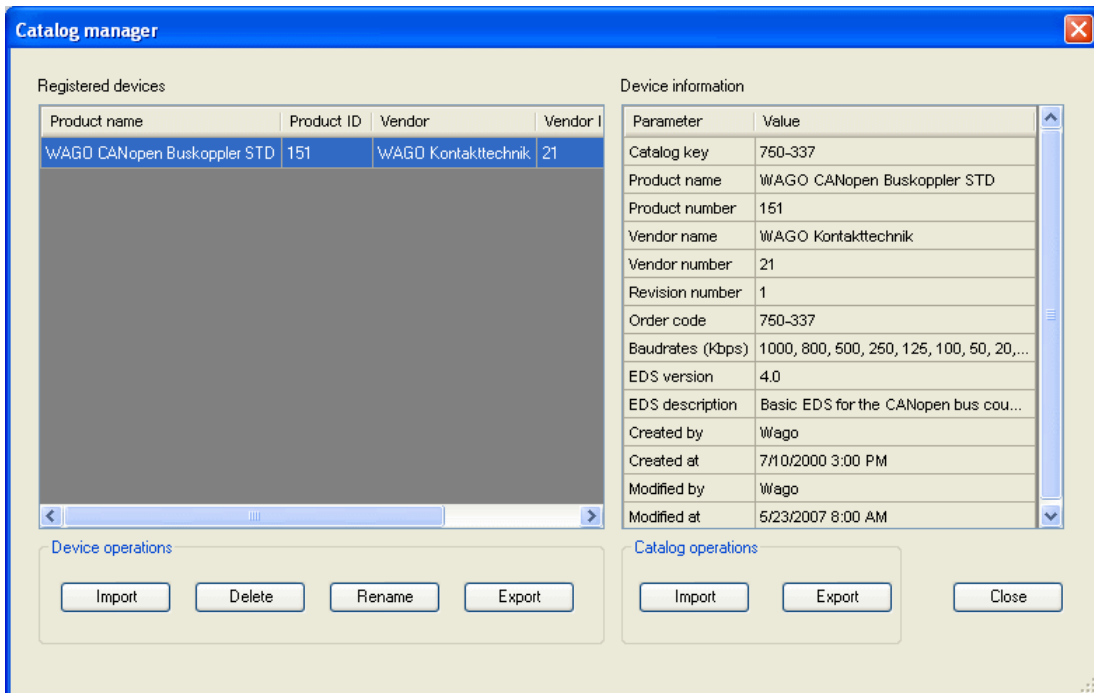 Catalog manager
Registered devices
Product name Product ID Vendor Vendor I
WAGO CANopen Buskoppler STD 151 WAGO Kontakttechnik 21
Device information
Parameter Value
Catalog key 750-337
Product name WAGO CANopen Buskoppler STD
Product number 151
Vendor name WAGO Kontakttechnik
Vendor number 21
Revision number 1
Order code 750-337
Baudrates (Kbps) 1000, 800, 500, 250, 125, 100, 50, 20,...
EDS version 4.0
EDS description Basic EDS for the CANopen bus cou...
Created by Wago
Created at 7/10/2000 3:00 PM
Modified by Wago
Modified at 5/23/2007 8:00 AM
Device operations
Import Delete Rename Export
Catalog operations
Import Export
Close